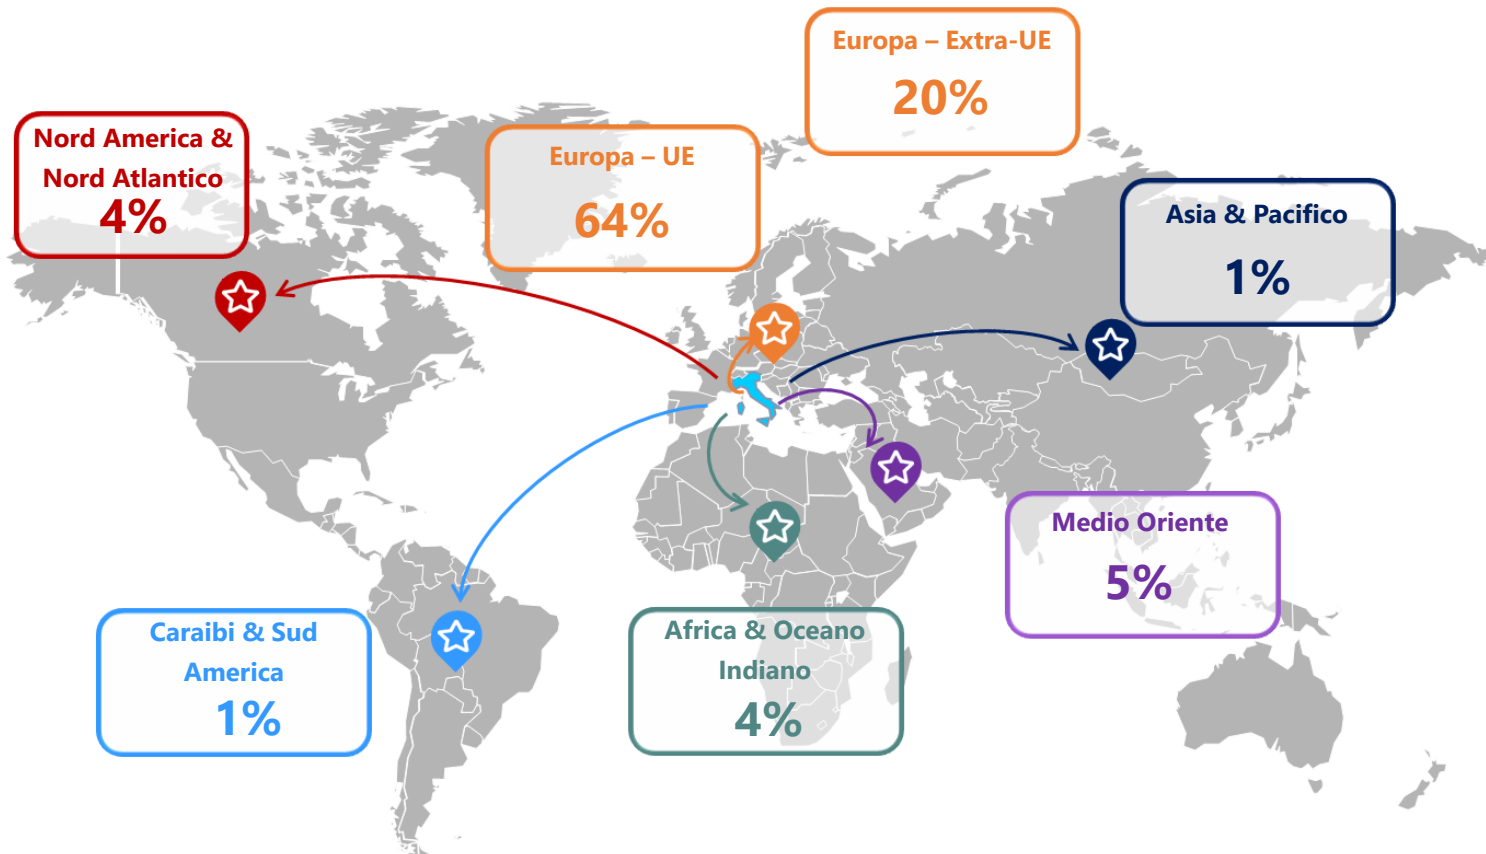 Europa – Extra-UE
20%
Nord America &
Nord Atlantico
4%
Europa – UE
64%
Asia & Pacifico
1%
Medio Oriente
5%
Caraibi & Sud
America
1%
Africa & Oceano
Indiano
4%